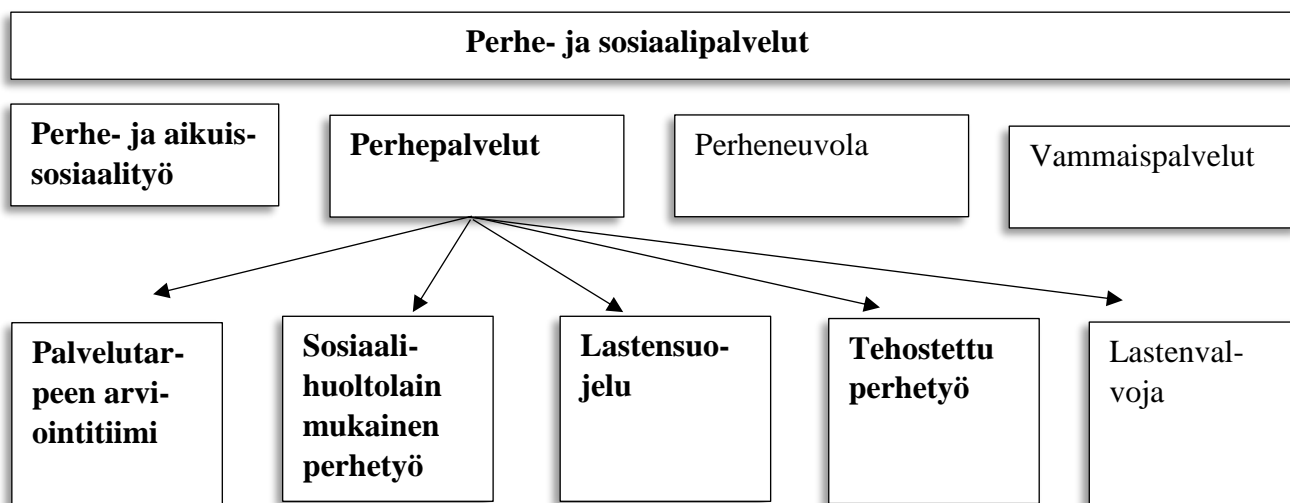 Perhe- ja sosiaalipalvelut
Perhe- ja aikuis-
sosiaalityö
Perhepalvelut
Perheneuvola
Vammaispalvelut
Palvelutar-
peen arvi-
ointitiimi
Sosiaali-
huoltolain
mukainen
perhetyö
Lastensuo-
jelu
Tehostettu
perhetyö
Lastenval-
voja